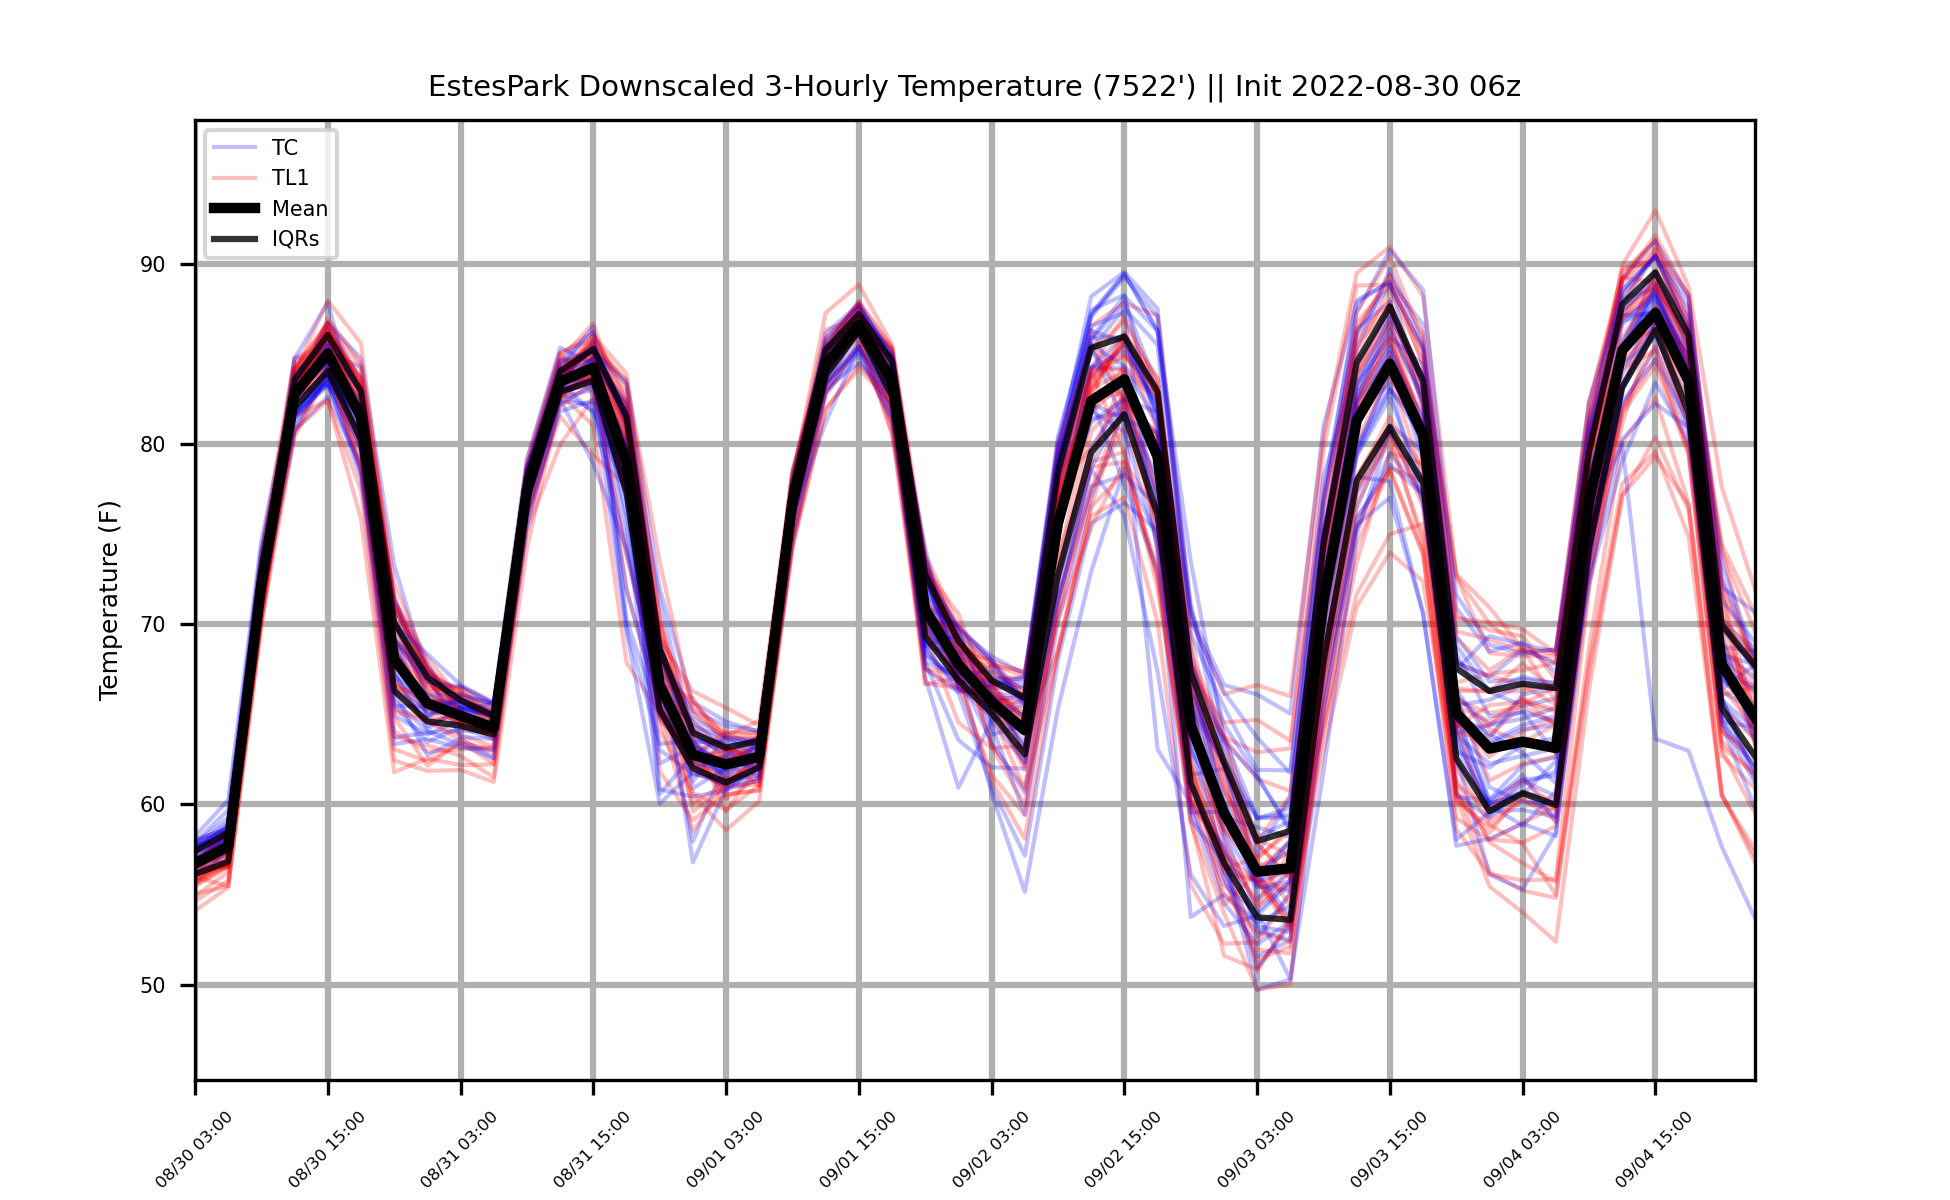 EstesPark Downscaled 3-Hourly Temperature (7522') || Init 2022-08-30 06z
TC
TL1
Mean
IQRs
90
80
70
60
50
Temperature (F)
08/30 03:00
08/30 15:00
08/31 03:00
08/31 15:00
09/01 03:00
09/01 15:00
09/02 03:00
09/02 15:00
09/03 03:00
09/03 15:00
09/04 03:00
09/04 15:00